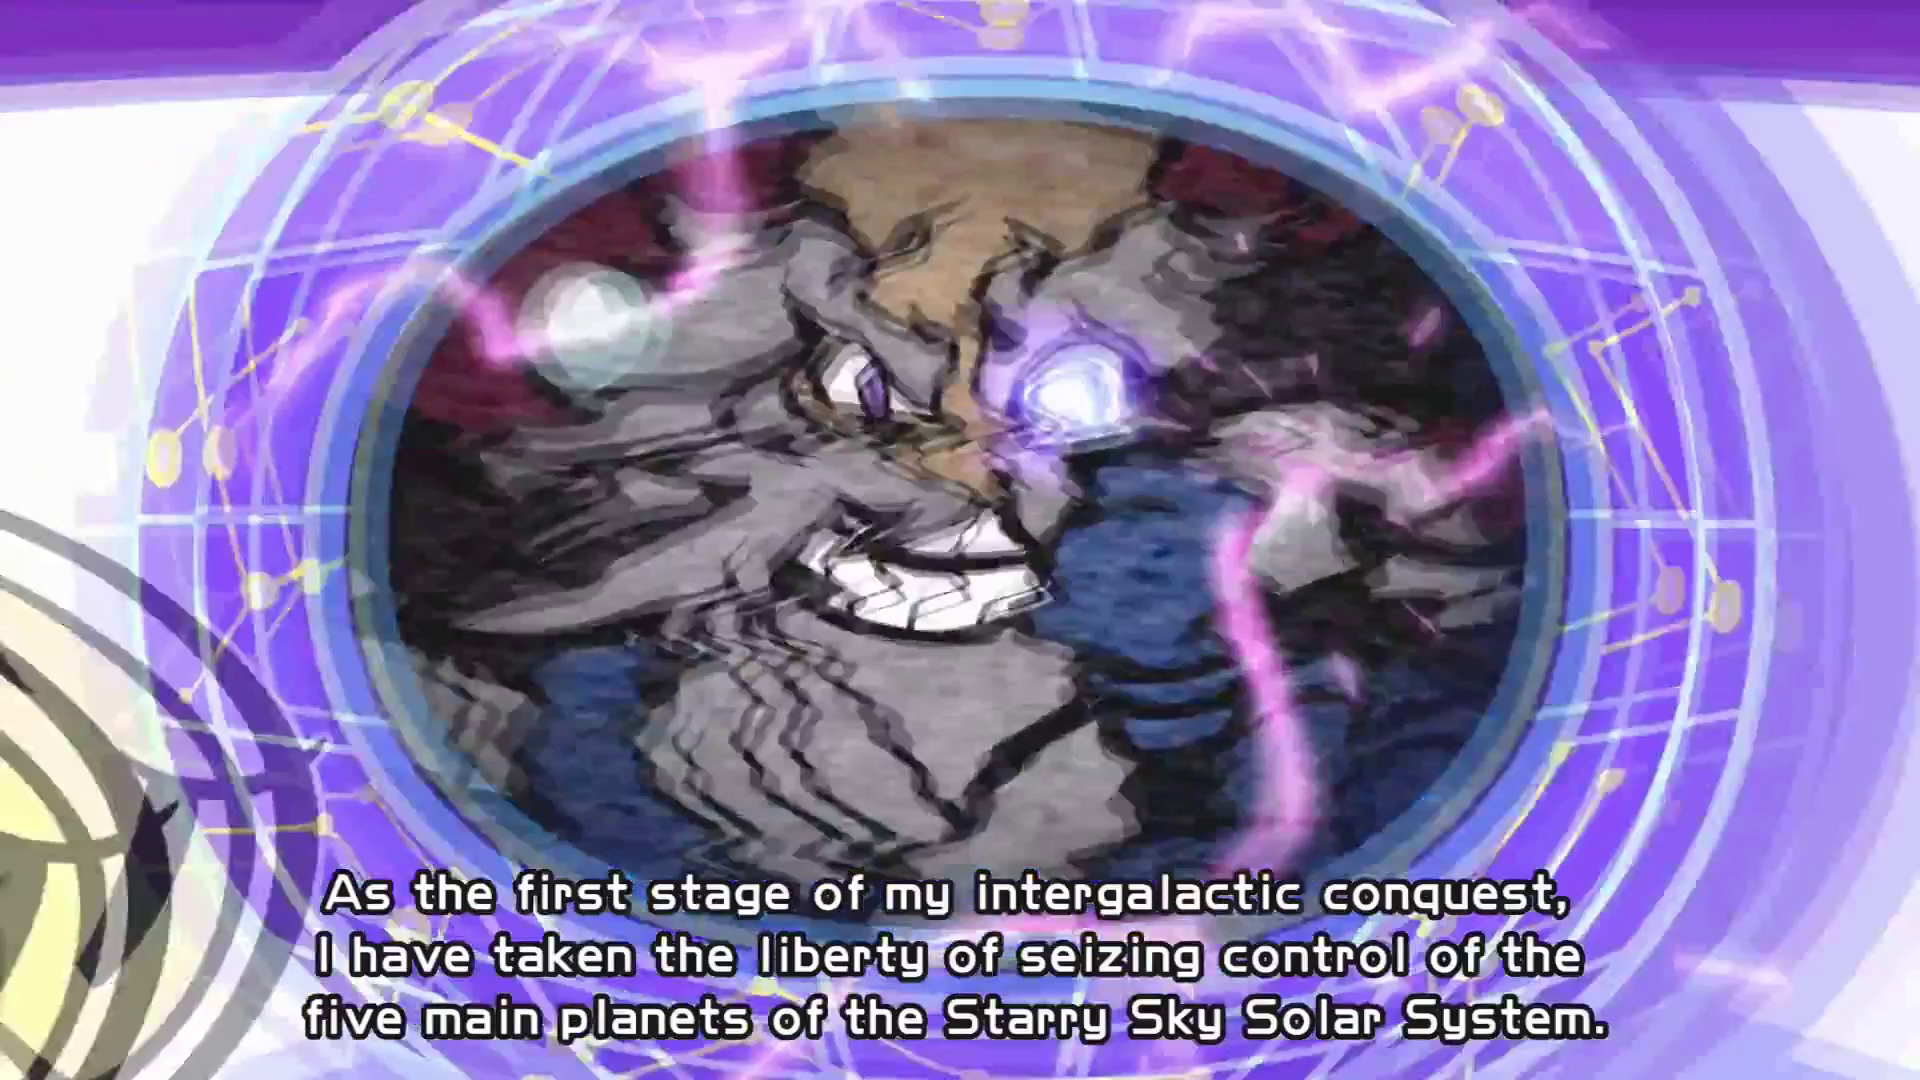 As the first stage of my intergalactic conquest,
I have taken the liberty of seizing control of the
five main planets of the Starry Sky Solar System.